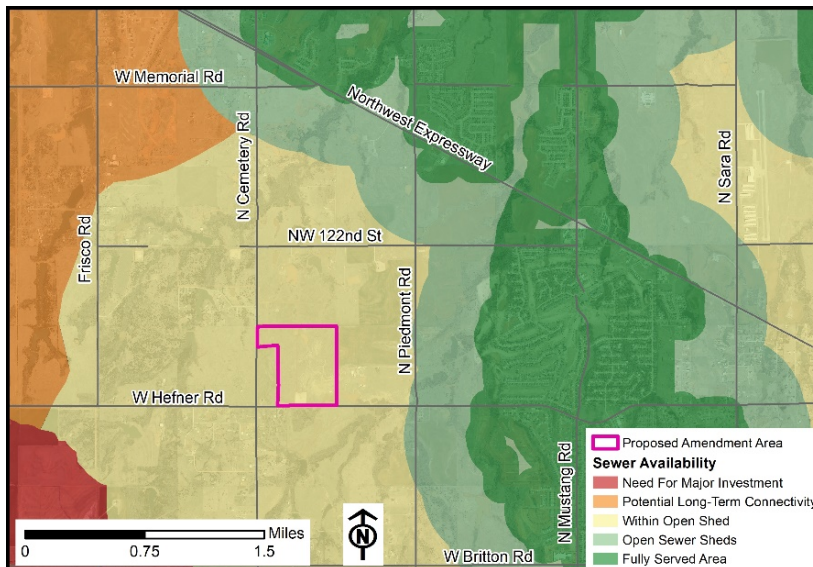 W Memorial Rd
Northwest Expressway
N Cemetery Rd
N Sara Rd
NW 122nd St
Frisco Rd
N Piedmont Rd
W Hefner Rd
N Mustang Rd
W Britton Rd
Miles
0 0.75 1.5
N
Proposed Amendment Area
Sewer Availability
Need For Major Investment
Potential Long-Term Connectivity
Within Open Shed
Open Sewer Sheds
Fully Served Area